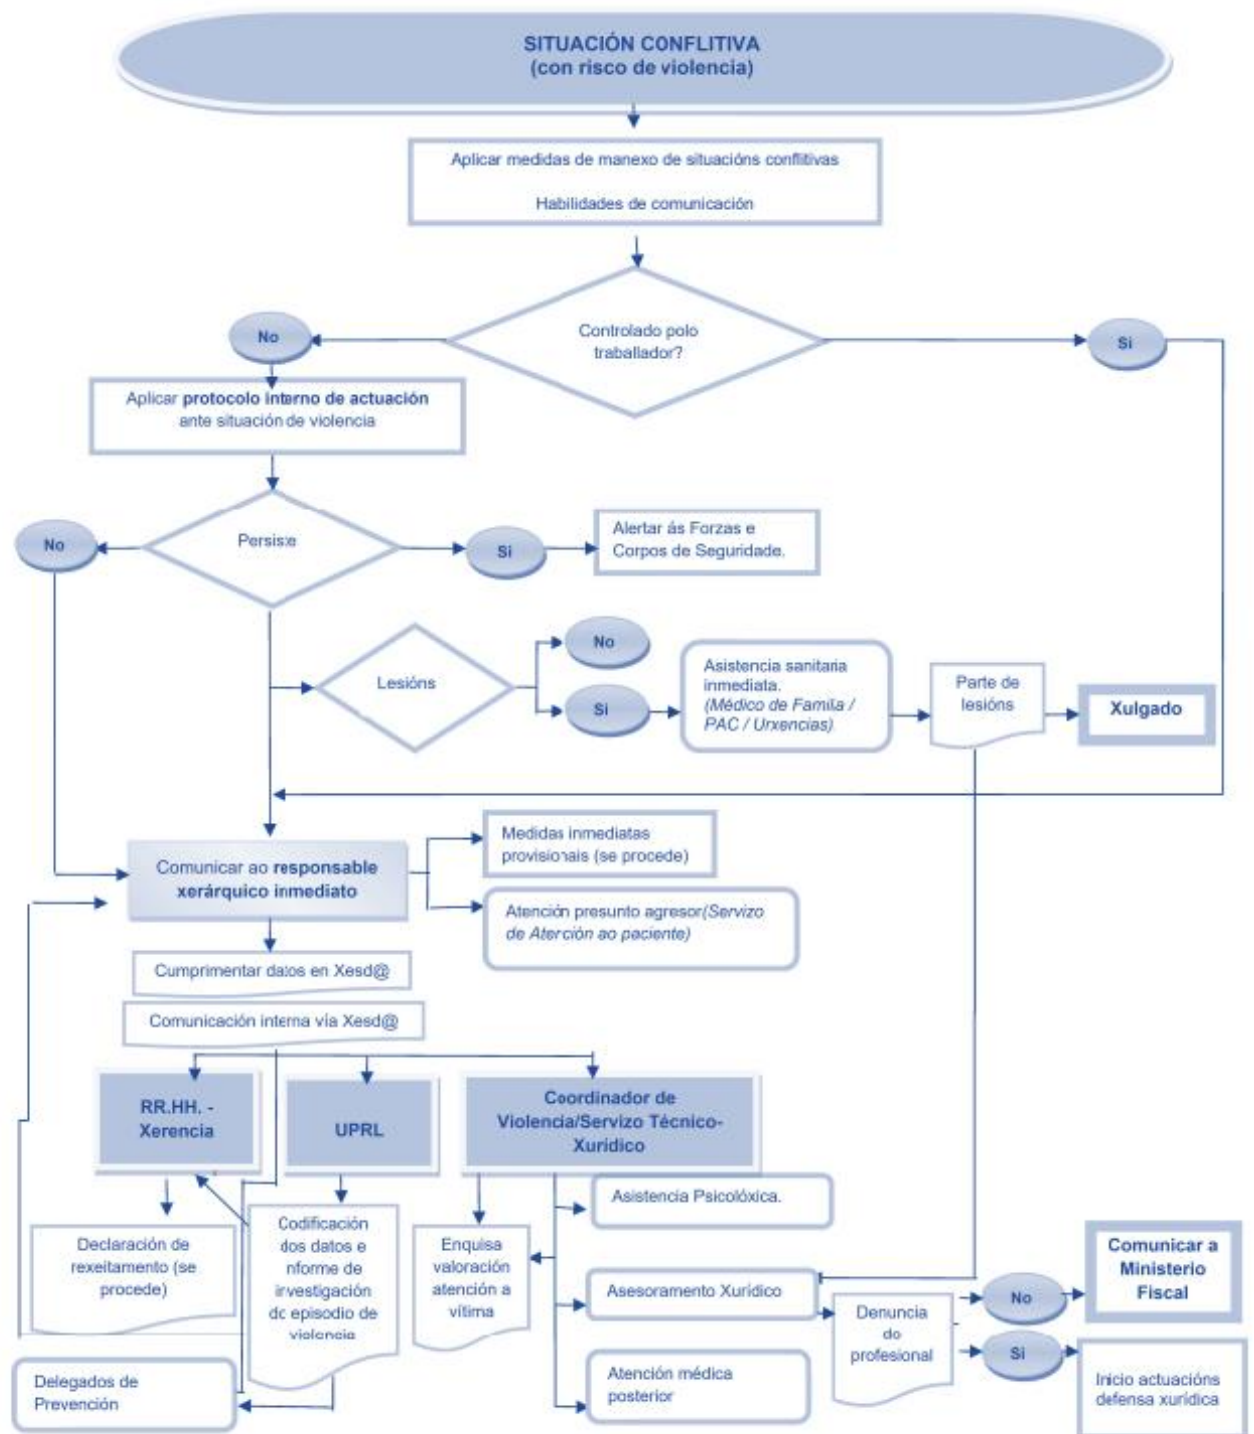 SITUACIÓN CONFLITIVA
(con risco de violencia)
Aplicar medidas de manexo de situacións conflitivas
Habilidades de comunicación
Controlado polo
traballador?
No
Si
Aplicar protocolo interno de actuación
ante situación de violencia
Persiste
No
Si
Alertar ás Forzas e
Corpos de Seguridade.
Lesións
No
Si
Asistencia sanitaria
inmediata.
(Médico de Familia /
PAC / Urxencias)
Parte de
lesións
Xulgado
Comunicar ao responsable
xerárquico inmediato
Medidas inmediatas
provisionais (se procede)
Atención presunto agresor(Servizo
de Atención ao paciente)
Cumprimentar datos en Xesd@
Comunicación interna vía Xesd@
RR.HH. -
Xerencia
UPRL
Coordinador de
Violencia/Servizo Técnico-
Xurídico
Declaración de
rexeitamento (se
procede)
Codificación
dos datos e
nforme de
investigación
do episodio de
violencia
Enquisa
valoración
atención a
vítima
Asistencia Psicolóxica.
Asesoramento Xurídico
Atención médica
posterior
Denuncia
do
profesional
No
Si
Comunicar a
Ministerio
Fiscal
Inicio actuacións
defensa xurídica
Delegados de
Prevención